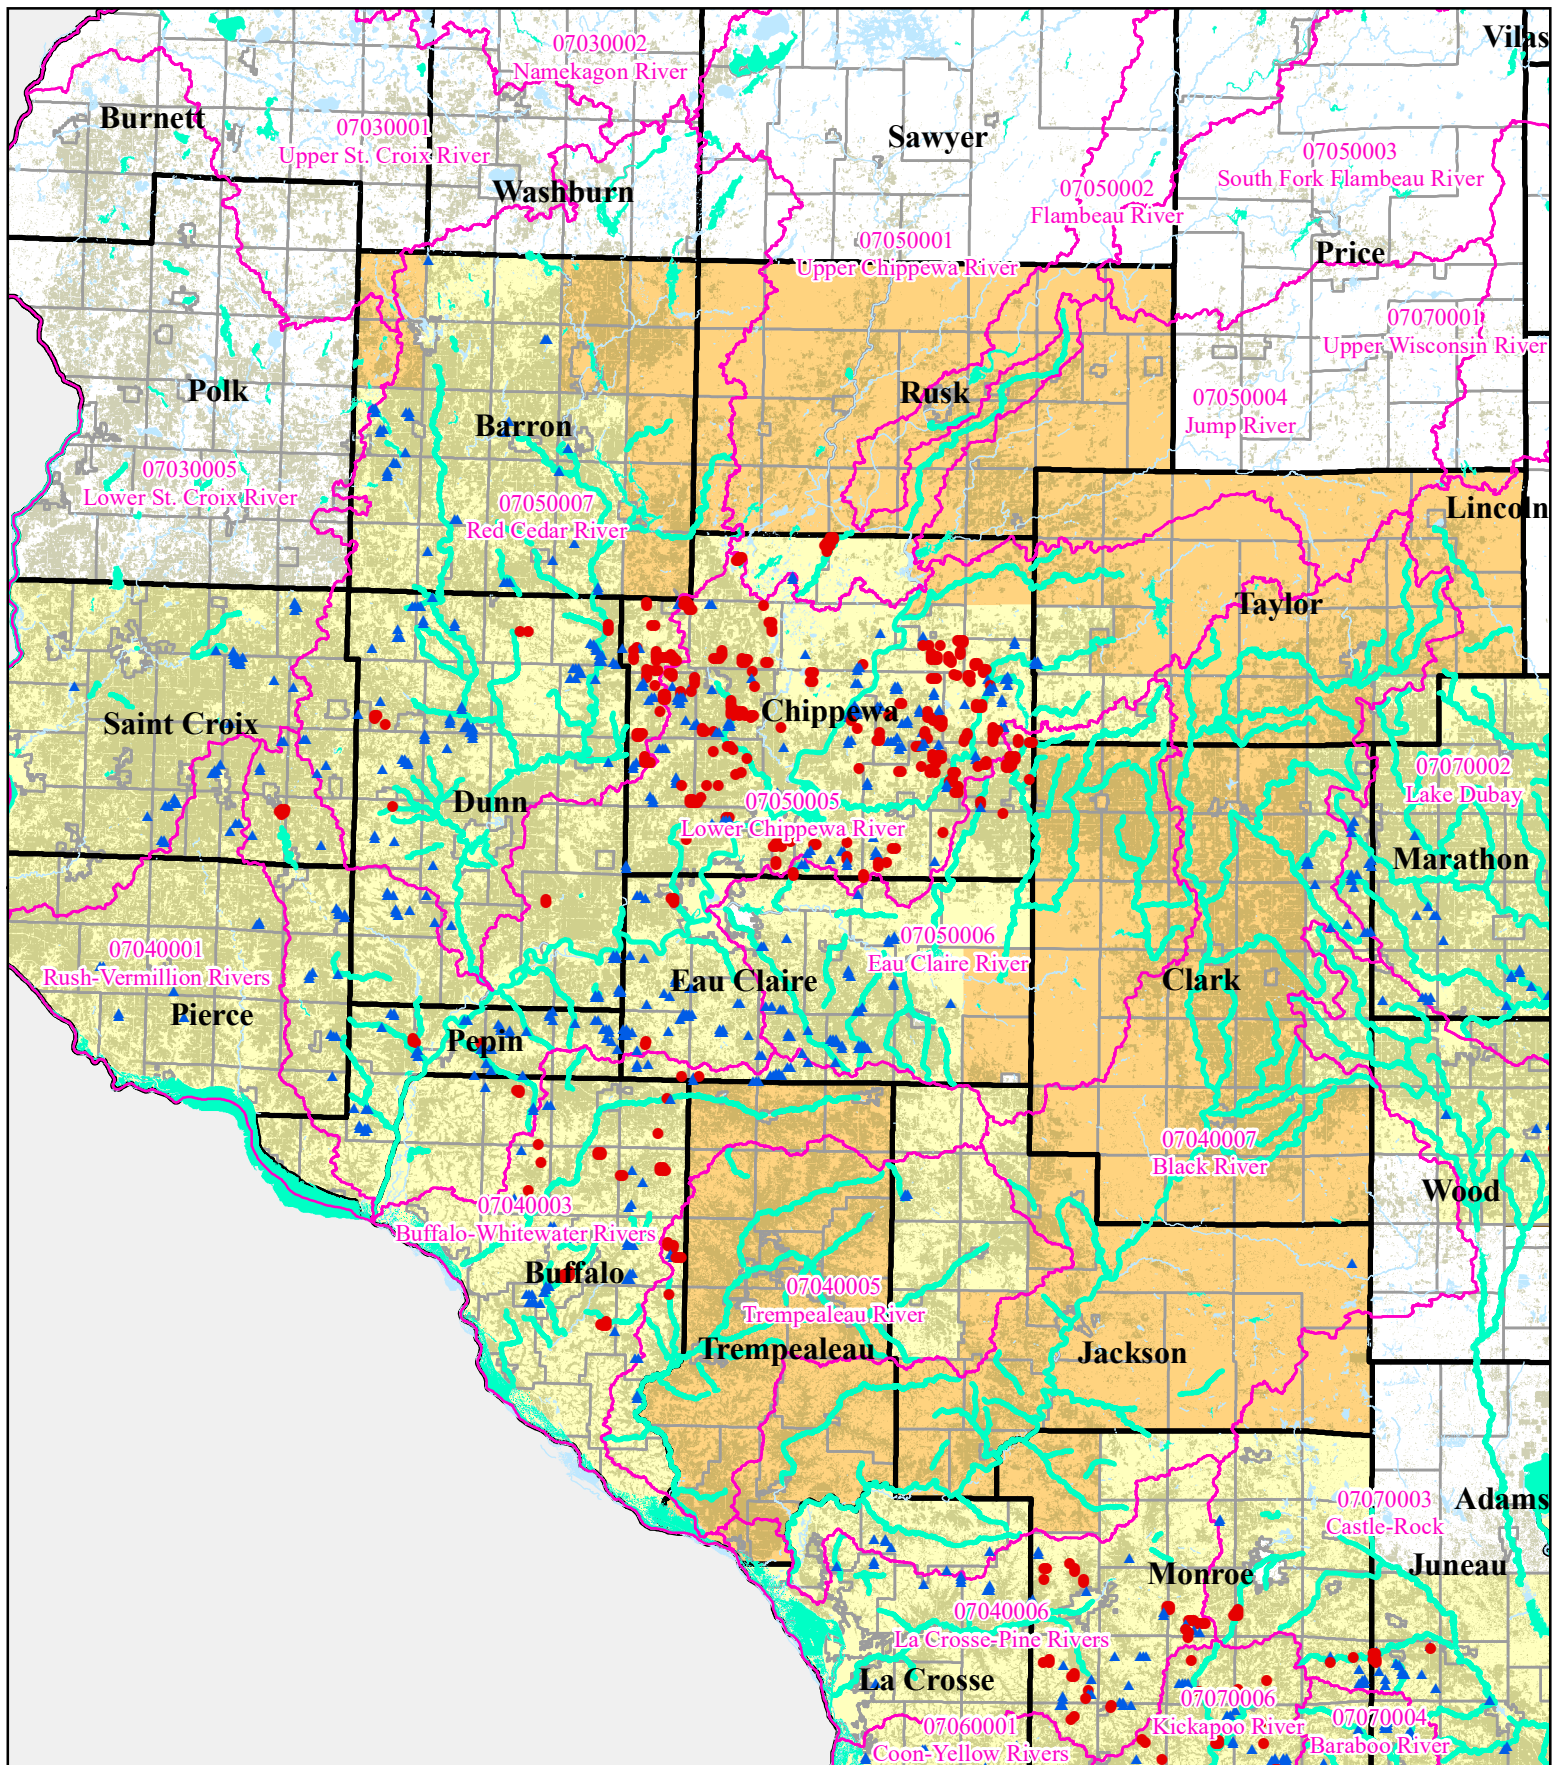 Vilas
07030002
Namekagon River
Burnett
07030001
Upper St. Croix River
Sawyer
07050003
South Fork Flambeau River
Washburn
07050002
Flambeau River
07050001
Upper Chippewa River
Price
07070001
Upper Wisconsin River
Polk
Rusk
07050004
Jump River
Barron
07030005
Lower St. Croix River
07050007
Red Cedar River
Lincoln
Taylor
Saint Croix
Chippewa
07070002
Lake Dubay
Dunn
07050005
Lower Chippewa River
Marathon
07040001
Rush-Vermillion Rivers
07050006
Eau Claire River
Eau Claire
Clark
Pierce
Pepin
07040007
Black River
Wood
07040003
Buffalo-Whitewater Rivers
Buffalo
07040005
Trempealeau River
Trempealeau
Jackson
07070003
Castle-Rock
Adams
Juneau
Monroe
07040006
La Crosse-Pine Rivers
La Crosse
07070006
Kickapoo River
07070004
Baraboo River
07060001
Coon-Yellow Rivers